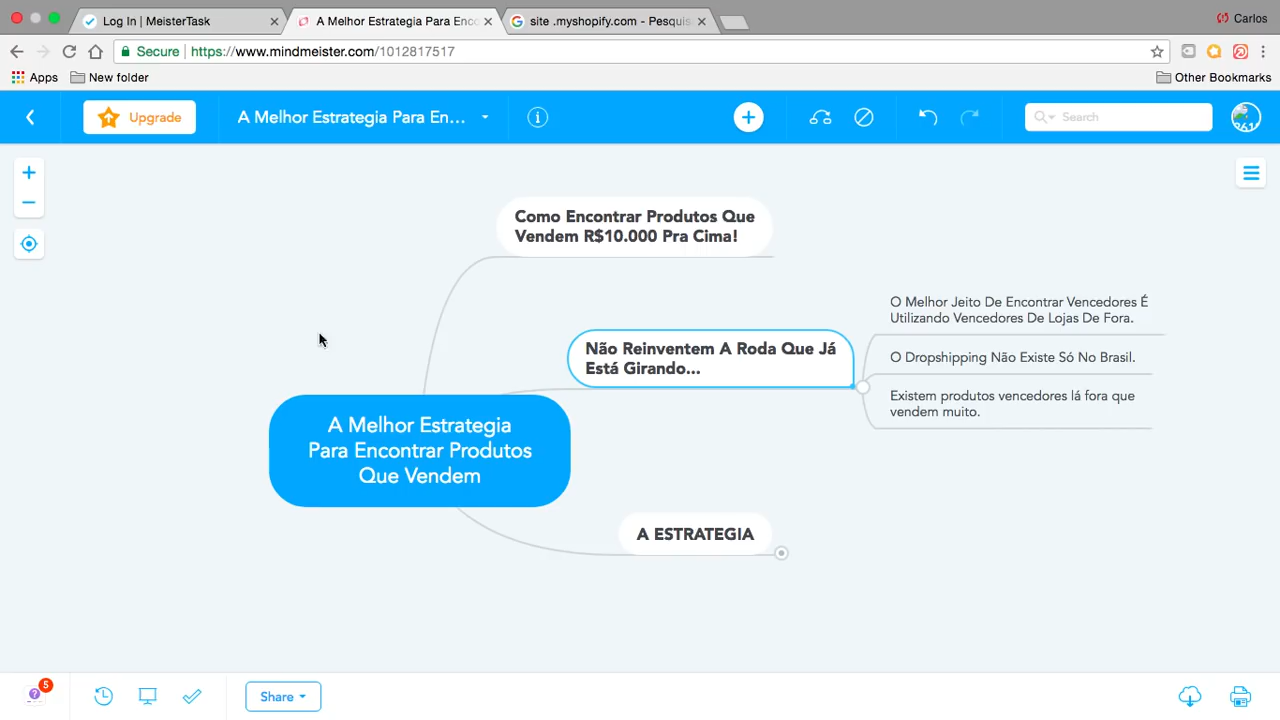 Log In | MeisterTask
A Melhor Estrategia Para Enc
site .myshopify.com - Pesquis
Carlos
Secure
https://www.mindmeister.com/1012817517
Apps
New folder
Other Bookmarks
Upgrade
A Melhor Estrategia Para En...
Search
Como Encontrar Produtos Que
Vendem R$10.000 Pra Cima!
O Melhor Jeito De Encontrar Vencedores É
Utilizando Vencedores De Lojas De Fora.
Não Reinventem A Roda Que Já
Está Girando...
O Dropshipping Não Existe Só No Brasil.
Existem produtos vencedores lá fora que
vendem muito.
A Melhor Estrategia
Para Encontrar Produtos
Que Vendem
A ESTRATEGIA
5
Share